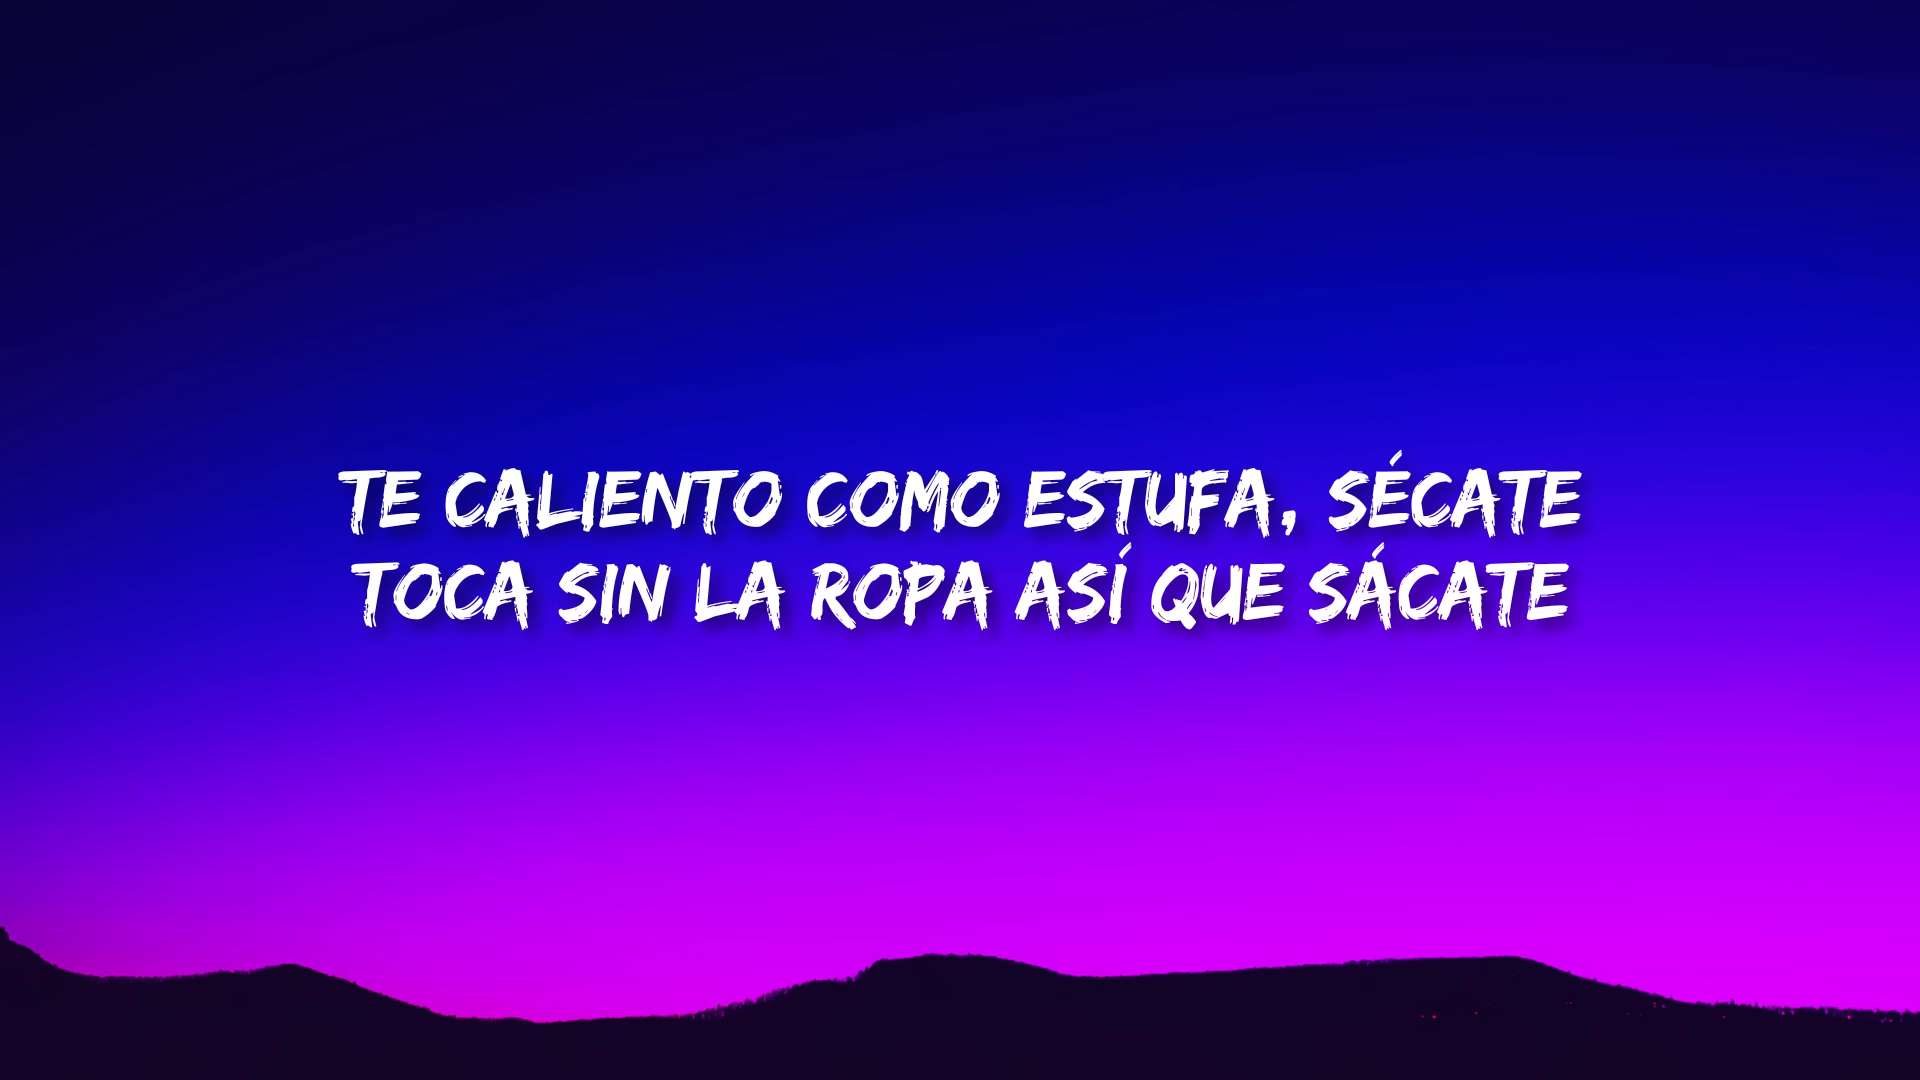 TE CALIENTO COMO ESTUFA, SÉCATE
TOCA SIN LA ROPA ASÍ QUE SÁCATE